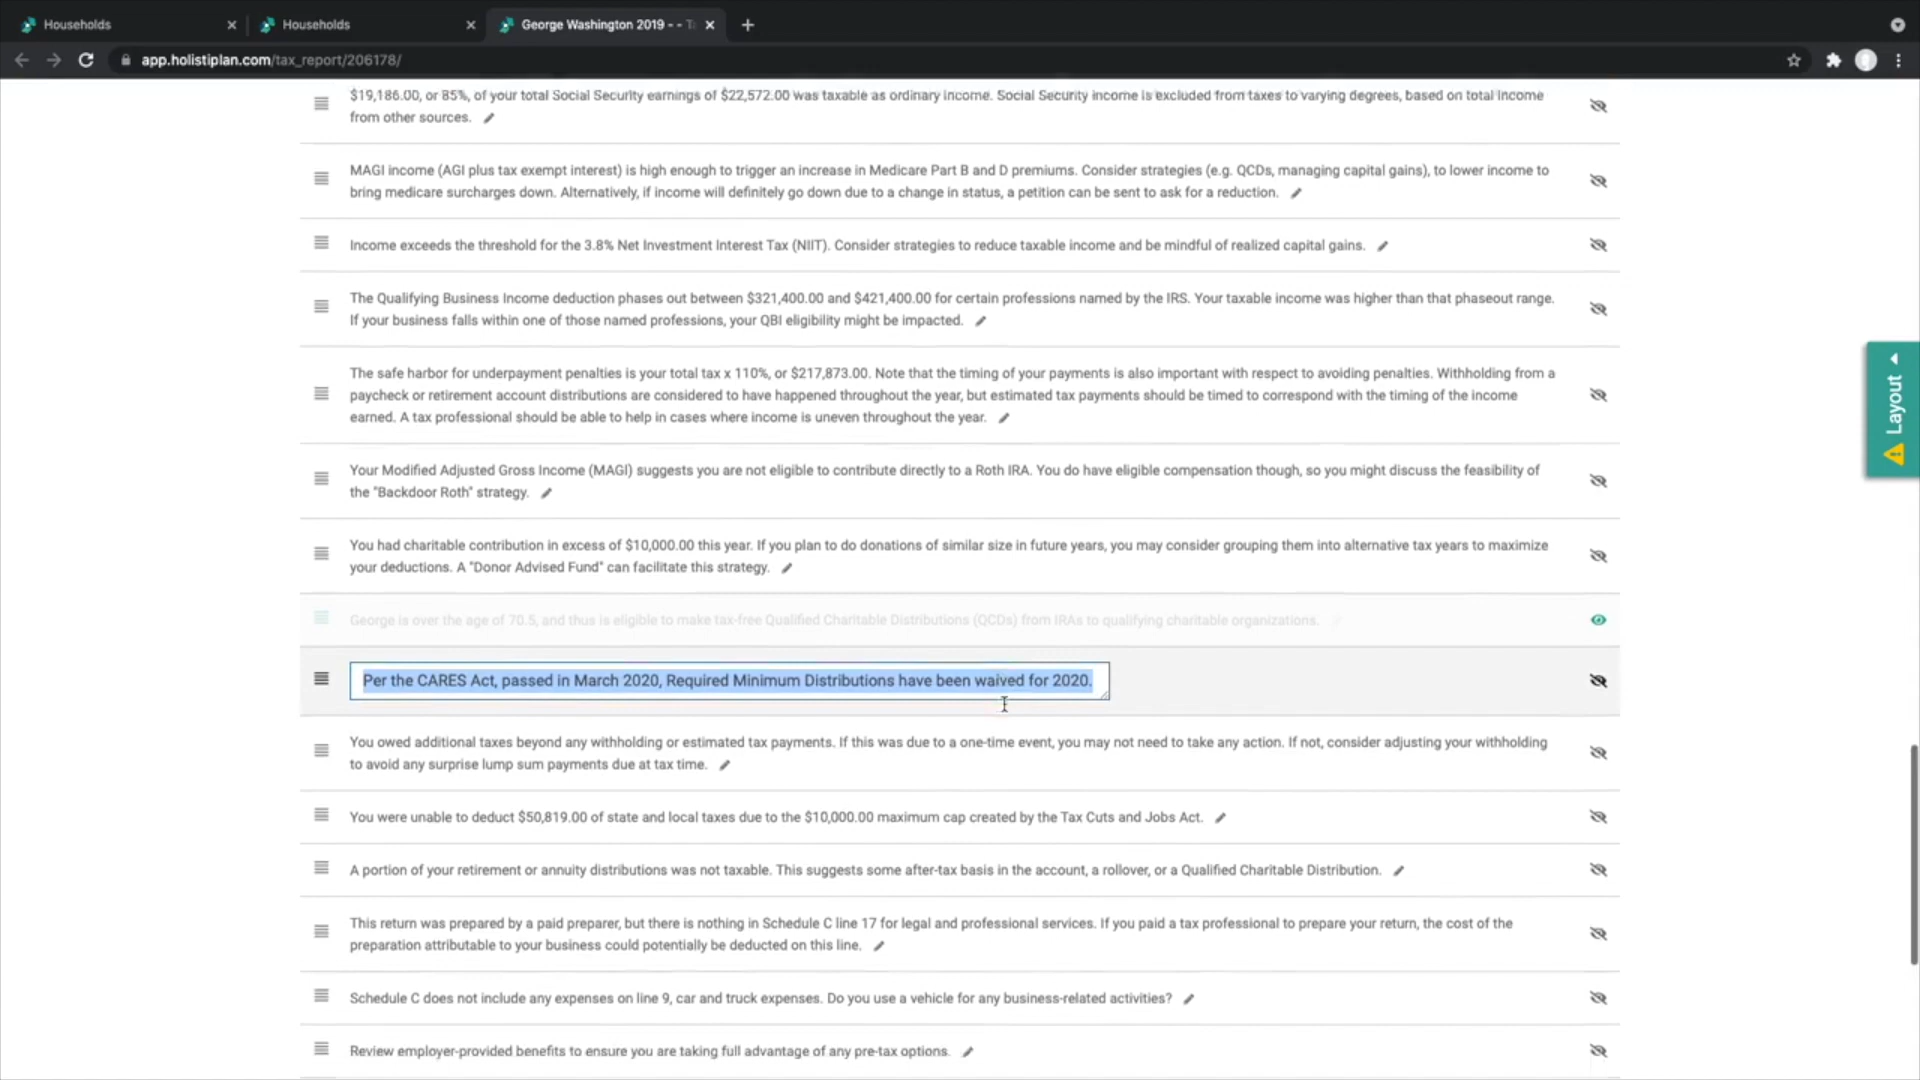 Households
Households
George Washington 2019 - - T
app.holistiplan.com/tax_report/206178/
$19,186.00, or 85%, of your total Social Security earnings of $22,572.00 was taxable as ordinary income. Social Security income is excluded from taxes to varying degrees, based on total income
from other sources.
MAGI income (AGI plus tax exempt interest) is high enough to trigger an increase in Medicare Part B and D premiums. Consider strategies (e.g. QCDs, managing capital gains), to lower income to
bring medicare surcharges down. Alternatively, if income will definitely go down due to a change in status, a petition can be sent to ask for a reduction.
Income exceeds the threshold for the 3.8% Net Investment Interest Tax (NIIT). Consider strategies to reduce taxable income and be mindful of realized capital gains.
The Qualifying Business Income deduction phases out between $321,400.00 and $421,400.00 for certain professions named by the IRS. Your taxable income was higher than that phaseout range.
If your business falls within one of those named professions, your QBI eligibility might be impacted.
The safe harbor for underpayment penalties is your total tax x 110%, or $217,873.00. Note that the timing of your payments is also important with respect to avoiding penalties. Withholding from a
paycheck or retirement account distributions are considered to have happened throughout the year, but estimated tax payments should be timed to correspond with the timing of the income
earned. A tax professional should be able to help in cases where income is uneven throughout the year.
Layout
Your Modified Adjusted Gross Income (MAGI) suggests you are not eligible to contribute directly to a Roth IRA. You do have eligible compensation though, so you might discuss the feasibility of
the "Backdoor Roth" strategy.
You had charitable contribution in excess of $10,000.00 this year. If you plan to do donations of similar size in future years, you may consider grouping them into alternative tax years to maximize
your deductions. A "Donor Advised Fund" can facilitate this strategy.
George is over the age of 70.5, and thus is eligible to make tax-free Qualified Charitable Distributions (QCDs) from IRAs to qualifying charitable organizations.
Per the CARES Act, passed in March 2020, Required Minimum Distributions have been waived for 2020.
You owed additional taxes beyond any withholding or estimated tax payments. If this was due to a one-time event, you may not need to take any action. If not, consider adjusting your withholding
to avoid any surprise lump sum payments due at tax time.
You were unable to deduct $50,819.00 of state and local taxes due to the $10,000.00 maximum cap created by the Tax Cuts and Jobs Act.
A portion of your retirement or annuity distributions was not taxable. This suggests some after-tax basis in the account, a rollover, or a Qualified Charitable Distribution.
This return was prepared by a paid preparer, but there is nothing in Schedule C line 17 for legal and professional services. If you paid a tax professional to prepare your return, the cost of the
preparation attributable to your business could potentially be deducted on this line.
Schedule C does not include any expenses on line 9, car and truck expenses. Do you use a vehicle for any business-related activities?
Review employer-provided benefits to ensure you are taking full advantage of any pre-tax options.